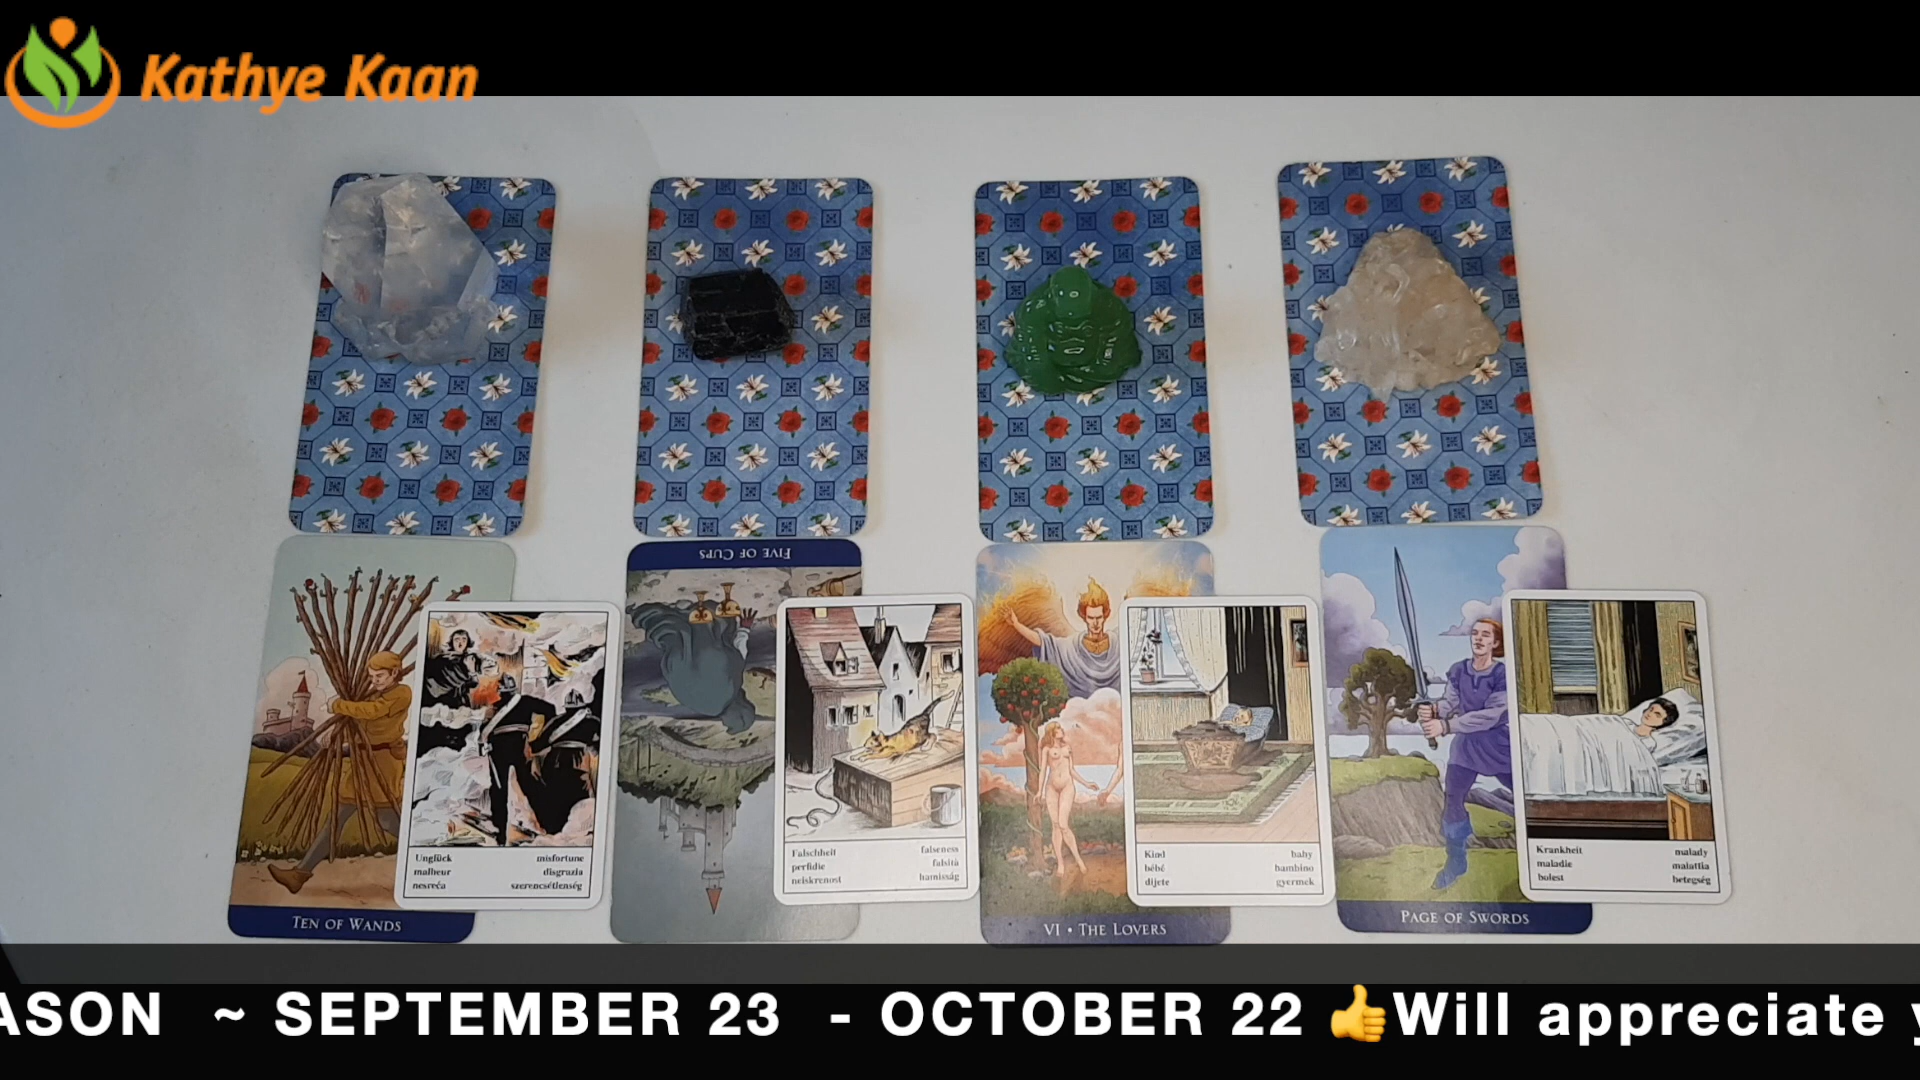 Kathye Kaan
FIVE OF CUPS
Unglück misfortune
malheur disgrazia
nesreća szerencsétlenség
TEN OF WANDS
Falschheit falseness
perfidie falsità
neiskrenost hamisság
Kind baby
bébé bambino
dijete gyermek
VI • THE LOVERS
Krankheit malady
maladie malattia
bolest betegség
PAGE OF SWORDS
ASON ~ SEPTEMBER 23 - OCTOBER 22 👍Will appreciate